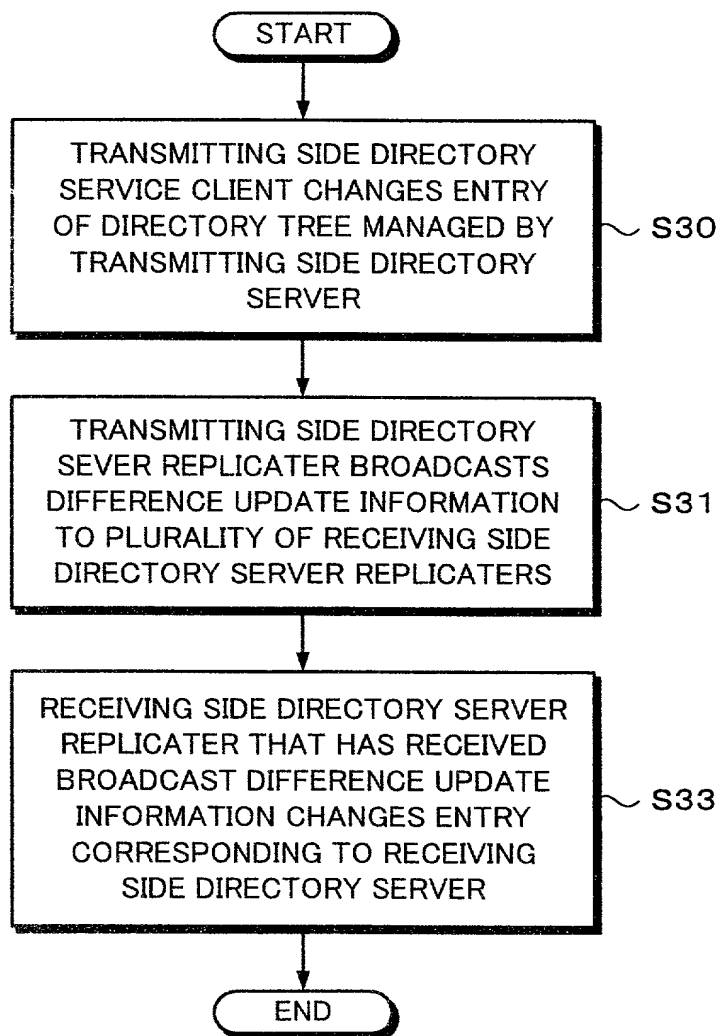 START
TRANSMITTING SIDE DIRECTORY
SERVICE CLIENT CHANGES ENTRY
OF DIRECTORY TREE MANAGED BY
TRANSMITTING SIDE DIRECTORY
SERVER
S30
TRANSMITTING SIDE DIRECTORY
SEVER REPLICATER BROADCASTS
DIFFERENCE UPDATE INFORMATION
TO PLURALITY OF RECEIVING SIDE
DIRECTORY SERVER REPLICATERS
S31
RECEIVING SIDE DIRECTORY SERVER
REPLICATER THAT HAS RECEIVED
BROADCAST DIFFERENCE UPDATE
INFORMATION CHANGES ENTRY
CORRESPONDING TO RECEIVING
SIDE DIRECTORY SERVER
S33
END